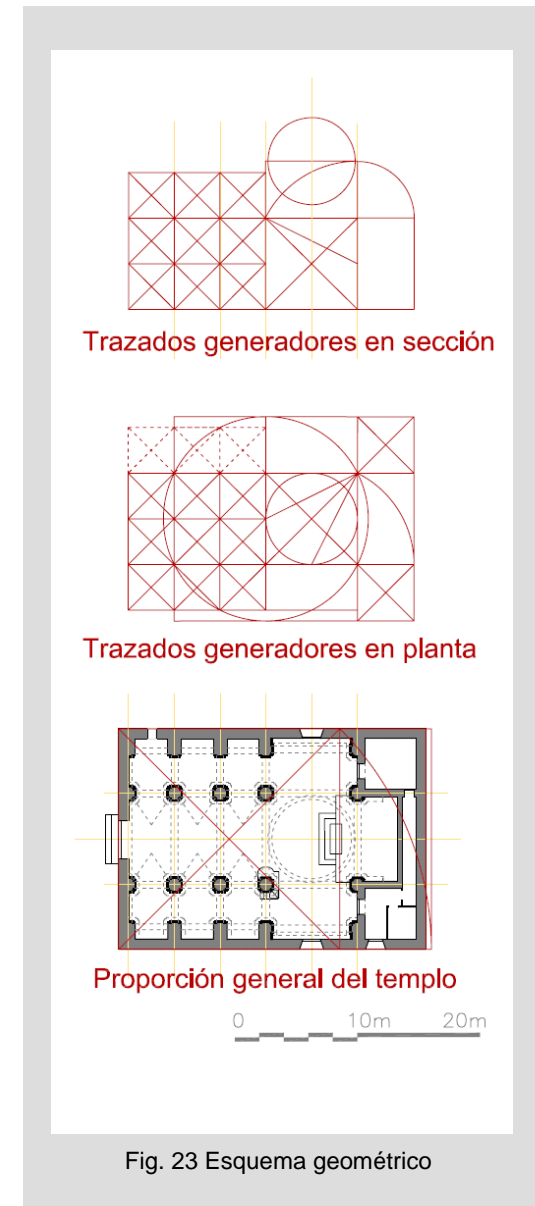 Trazados generadores en sección
Trazados generadores en planta
Proporción general del templo
0 10m 20m
Fig. 23 Esquema geométrico